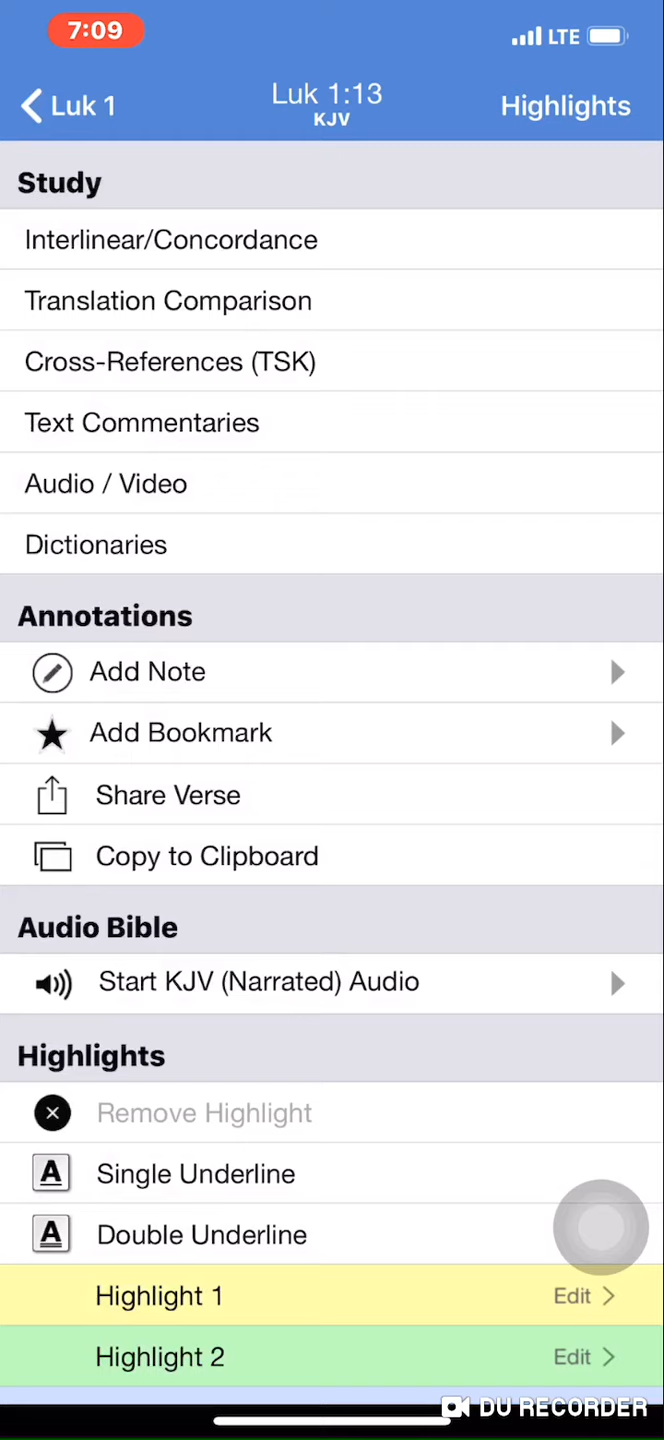 7:09
LTE
Luk 1
Luk 1:13
KJV
Highlights
Study
Interlinear/Concordance
Translation Comparison
Cross-References (TSK)
Text Commentaries
Audio / Video
Dictionaries
Annotations
Add Note
Add Bookmark
Share Verse
Copy to Clipboard
Audio Bible
Start KJV (Narrated) Audio
Highlights
Remove Highlight
A Single Underline
A Double Underline
Highlight 1 Edit
Highlight 2 Edit
DU RECORDER